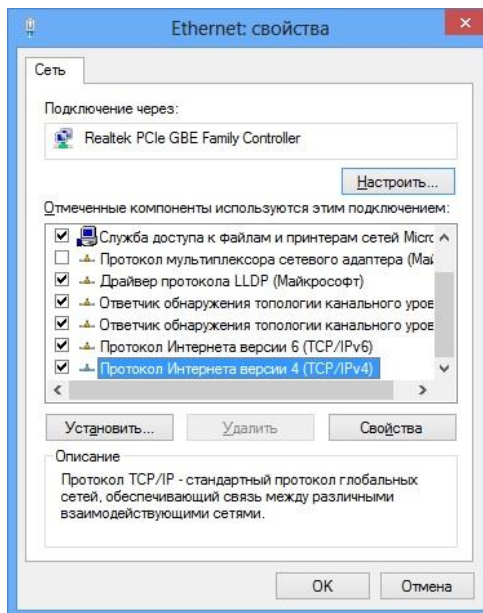 Ethernet: свойства
Сеть
Подключение через:
Realtek PCIe GBE Family Controller
Настроить...
Отмеченные компоненты используются этим подключением:
Служба доступа к файлам и принтерам сетей Micro
Протокол мультиплексора сетевого адаптера (Май
Драйвер протокола LLDP (Майкрософт)
Ответчик обнаружения топологии канального уров
Ответчик обнаружения топологии канального уров
Протокол Интернета версии 6 (TCP/IPv6)
Протокол Интернета версии 4 (TCP/IPv4)
Установить...
Удалить
Свойства
Описание
Протокол TCP/IP - стандартный протокол глобальных
сетей, обеспечивающий связь между различными
взаимодействующими сетями.
OK
Отмена